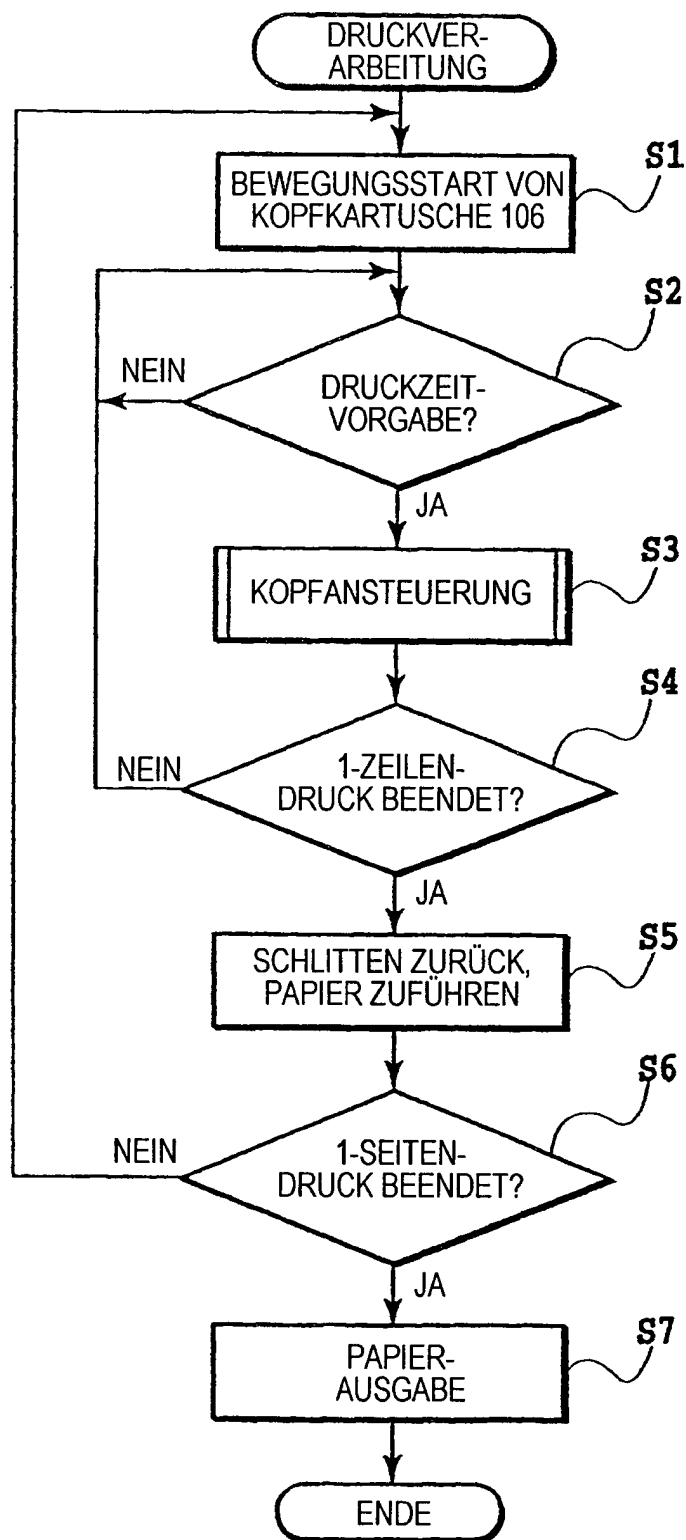 DRUCKVER-
ARBEITUNG
BEWEGUNGSSTART VON
KOPFKARTUSCHE 106
S1
DRUCKZEIT-
VORGABE?
S2
NEIN
JA
KOPFANSTEUERUNG
S3
1-ZEILEN-
DRUCK BEENDET?
S4
NEIN
JA
SCHLITTEN ZURÜCK,
PAPIER ZUFÜHREN
S5
1-SEITEN-
DRUCK BEENDET?
S6
NEIN
JA
PAPIER-
AUSGABE
S7
ENDE